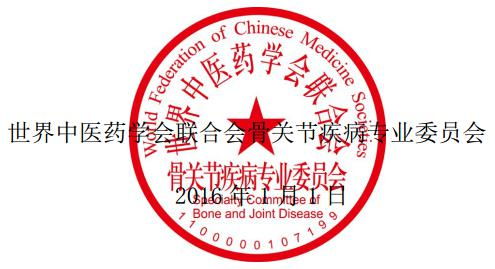 World Federation of Chinese Medicine Societies
世界中医药学会联合会
世界中医药学会联合会骨关节疾病专业委员会
骨关节疾病专业委员会
2016年1月1日
Specialty Committee of
Bone and Joint Disease
1100000107199